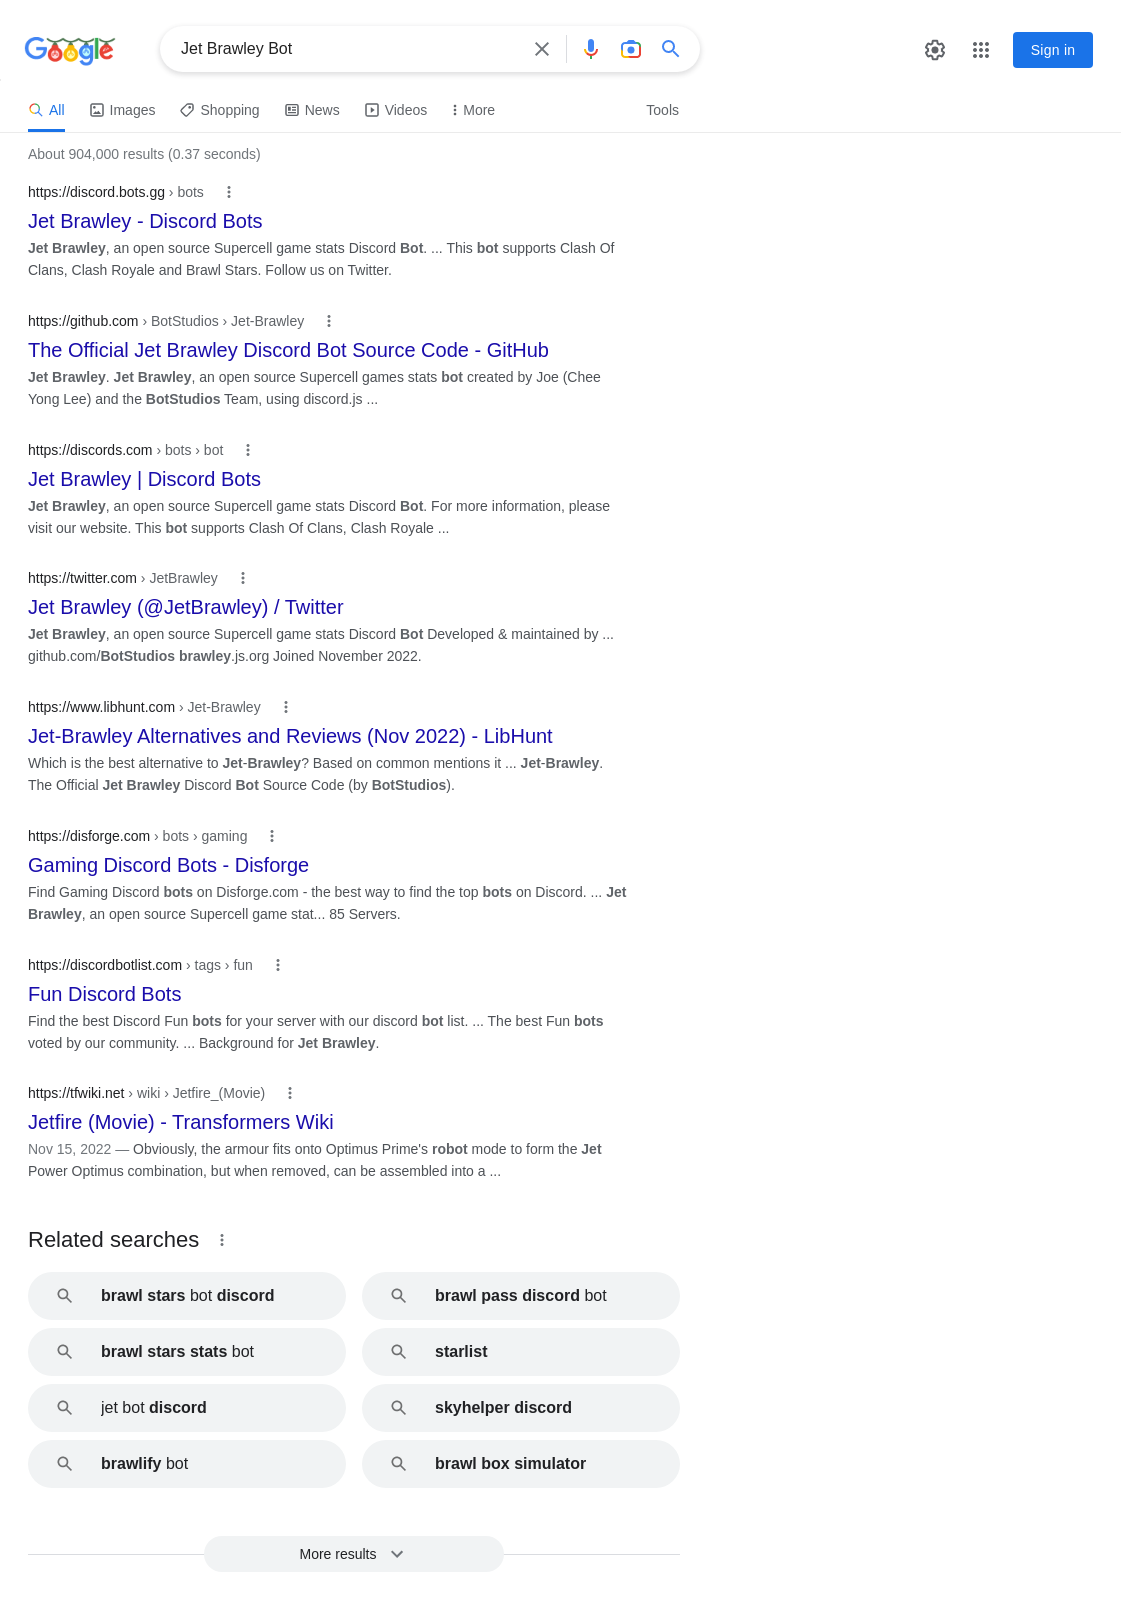 Google
Jet Brawley Bot
Sign in
All Images Shopping News Videos More Tools
About 904,000 results (0.37 seconds)
https://discord.bots.gg › bots
Jet Brawley - Discord Bots
Jet Brawley, an open source Supercell game stats Discord Bot. ... This bot supports Clash Of
Clans, Clash Royale and Brawl Stars. Follow us on Twitter.
https://github.com › BotStudios › Jet-Brawley
The Official Jet Brawley Discord Bot Source Code - GitHub
Jet Brawley. Jet Brawley, an open source Supercell games stats bot created by Joe (Chee
Yong Lee) and the BotStudios Team, using discord.js ...
https://discords.com › bots › bot
Jet Brawley | Discord Bots
Jet Brawley, an open source Supercell game stats Discord Bot. For more information, please
visit our website. This bot supports Clash Of Clans, Clash Royale ...
https://twitter.com › JetBrawley
Jet Brawley (@JetBrawley) / Twitter
Jet Brawley, an open source Supercell game stats Discord Bot Developed & maintained by ...
github.com/BotStudios brawley.js.org Joined November 2022.
https://www.libhunt.com › Jet-Brawley
Jet-Brawley Alternatives and Reviews (Nov 2022) - LibHunt
Which is the best alternative to Jet-Brawley? Based on common mentions it ... Jet-Brawley.
The Official Jet Brawley Discord Bot Source Code (by BotStudios).
https://disforge.com › bots › gaming
Gaming Discord Bots - Disforge
Find Gaming Discord bots on Disforge.com - the best way to find the top bots on Discord. ... Jet
Brawley, an open source Supercell game stat... 85 Servers.
https://discordbotlist.com › tags › fun
Fun Discord Bots
Find the best Discord Fun bots for your server with our discord bot list. ... The best Fun bots
voted by our community. ... Background for Jet Brawley.
https://tfwiki.net › wiki › Jetfire_(Movie)
Jetfire (Movie) - Transformers Wiki
Nov 15, 2022 — Obviously, the armour fits onto Optimus Prime's robot mode to form the Jet
Power Optimus combination, but when removed, can be assembled into a ...
Related searches
brawl stars bot discord
brawl pass discord bot
brawl stars stats bot
starlist
jet bot discord
skyhelper discord
brawlify bot
brawl box simulator
More results